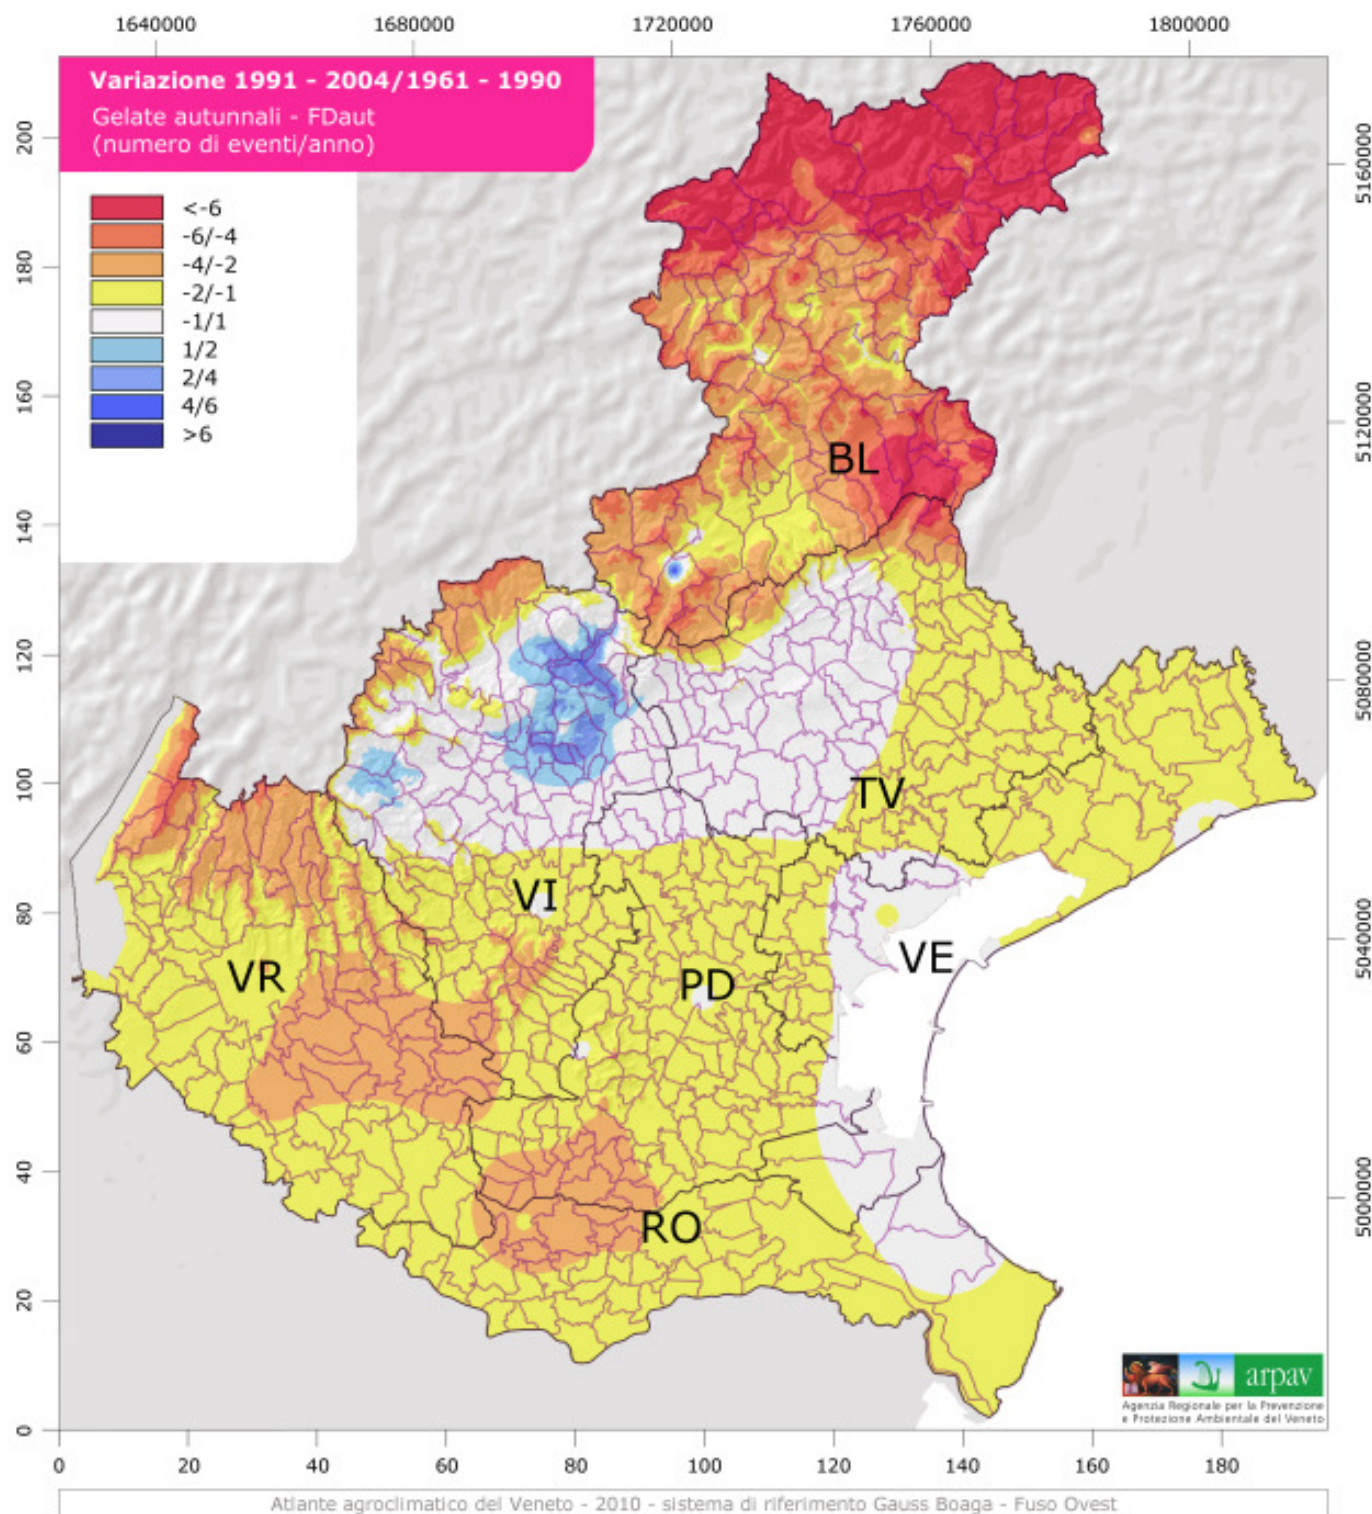 1640000 1680000 1720000 1760000 1800000
Variazione 1991 - 2004/1961 - 1990
Gelate autunnali - FDaut
(numero di eventi/anno)
<-6
-6/-4
-4/-2
-2/-1
-1/1
1/2
2/4
4/6
>6
200
180
160
140
120
100
80
60
40
20
0
5160000
5120000
5080000
5040000
5000000
BL
TV
VI
VE
VR
PD
RO
arpav
Agenzia Regionale per la Prevenzione
e Protezione Ambientale del Veneto
0 20 40 60 80 100 120 140 160 180
Atlante agroclimatico del Veneto - 2010 - sistema di riferimento Gauss Boaga - Fuso Ovest